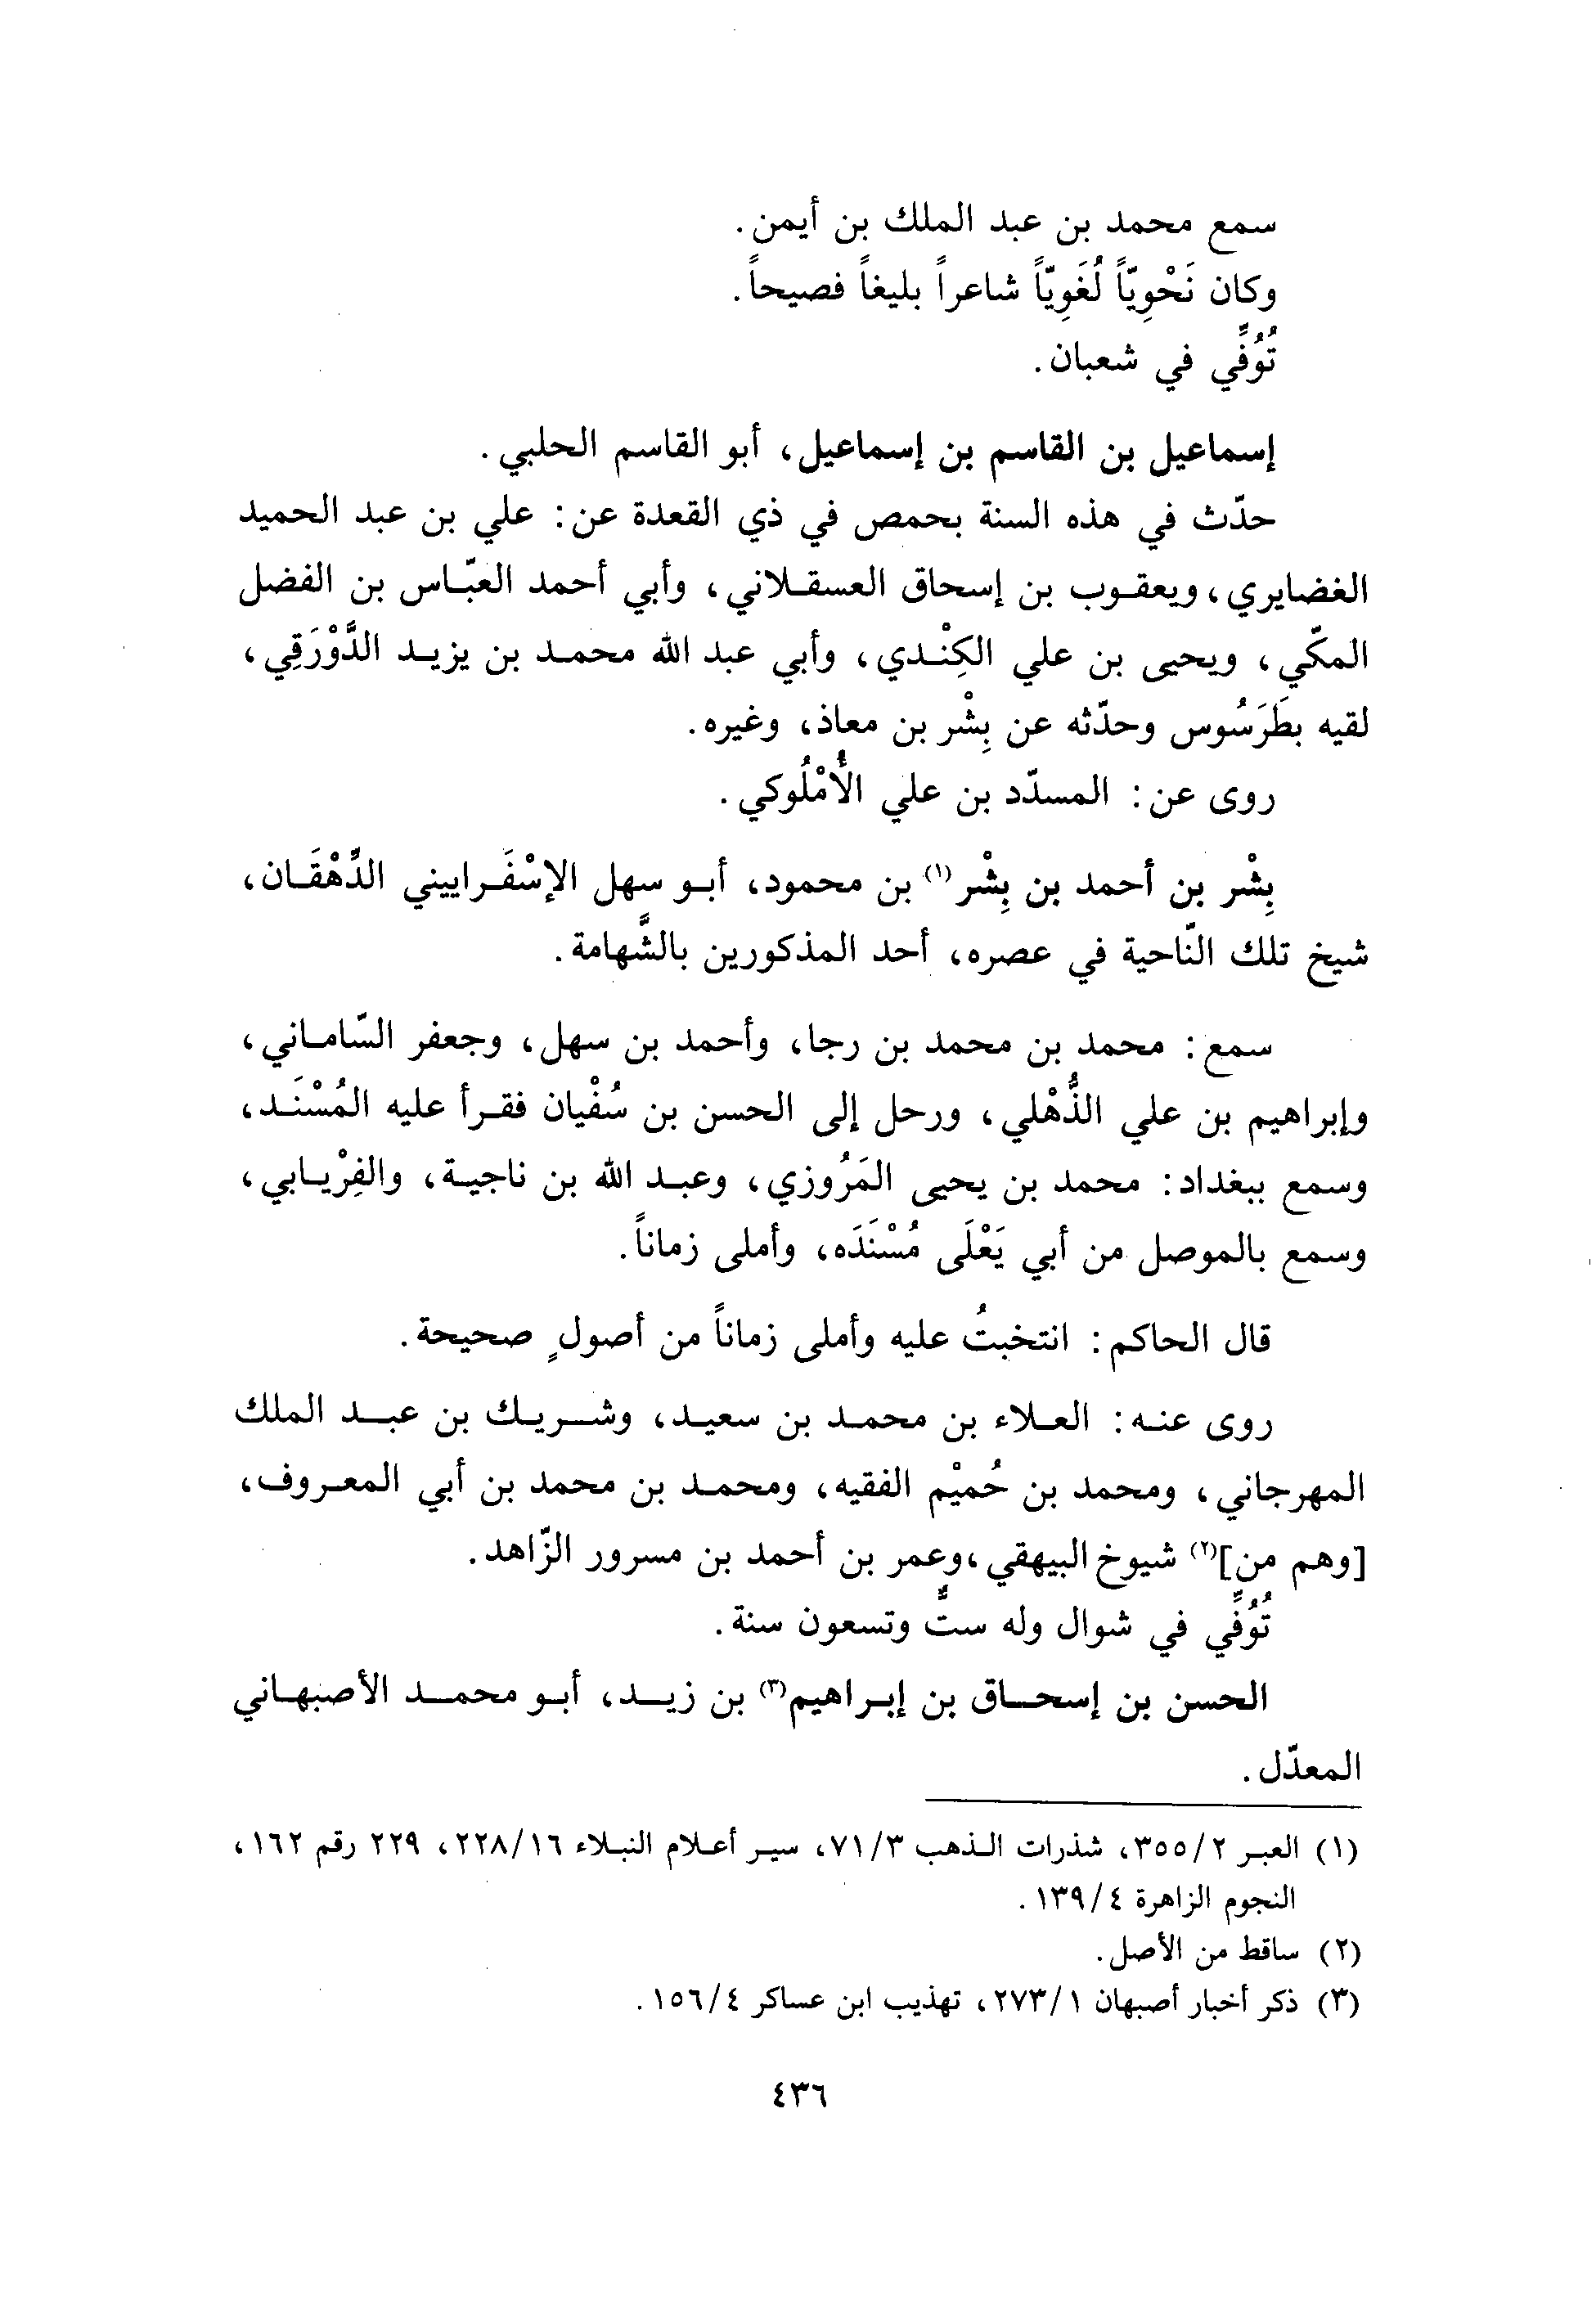 سمع محمد بن عبد الملك بن أيمن.
وكان نَحْوِيّاً لُغَوِيّاً شاعراً بليغاً فصيحاً.
تُوُفِّي في شعبان.
إسماعيل بن القاسم بن إسماعيل، أبو القاسم الحلبي.
حدّث في هذه السنة بحمص في ذي القعدة عن: علي بن عبد الحميد
الغضايري، ويعقوب بن إسحاق العسقلاني، وأبي أحمد العبّاس بن الفضل
المكّي، ويحيى بن علي الكِنْدي، وأبي عبد الله محمد بن يزيد الدَّوْرَقِي،
لقيه بطَرَسُوس وحدّثه عن بِشْر بن معاذ، وغيره.
روى عن: المسدّد بن علي الأُمْلُوكي.
بِشْر بن أحمد بن بِشْر(١) بن محمود، أبو سهل الإسْفَراييني الدِّهْقَان،
شيخ تلك النّاحية في عصره، أحد المذكورين بالشَّهامة.
سمع: محمد بن محمد بن رجا، وأحمد بن سهل، وجعفر السّاماني،
وإبراهيم بن علي الذُّهْلي، ورحل إلى الحسن بن سُفْيان فقرأ عليه المُسْنَد،
وسمع ببغداد: محمد بن يحيى المَرُوزي، وعبد الله بن ناجية، والفِرْيابي،
وسمع بالموصل من أبي يَعْلَى مُسْنَدَه، وأملى زماناً.
قال الحاكم: انتخبتُ عليه وأملى زماناً من أصولٍ صحيحة.
روى عنه: العلاء بن محمد بن سعيد، وشريك بن عبد الملك
المهرجاني، ومحمد بن حُميْم الفقيه، ومحمد بن محمد بن أبي المعروف،
[وهم من](٢) شيوخ البيهقي، وعمر بن أحمد بن مسرور الزّاهد.
تُوُفِّي في شوال وله ستٌّ وتسعون سنة.
الحسن بن إسحاق بن إبراهيم(٣) بن زيد، أبو محمد الأصبهاني
المعدّل.
(١) العبر ٣٥٥/٢، شذرات الذهب ٧١/٣، سير أعلام النبلاء ٢٢٨/١٦، ٢٢٩ رقم ١٦٢،
النجوم الزاهرة ١٣٩/٤.
(٢) ساقط من الأصل.
(٣) ذكر أخبار أصبهان ٢٧٣/١، تهذيب ابن عساكر ١٥٦/٤.
٤٣٦